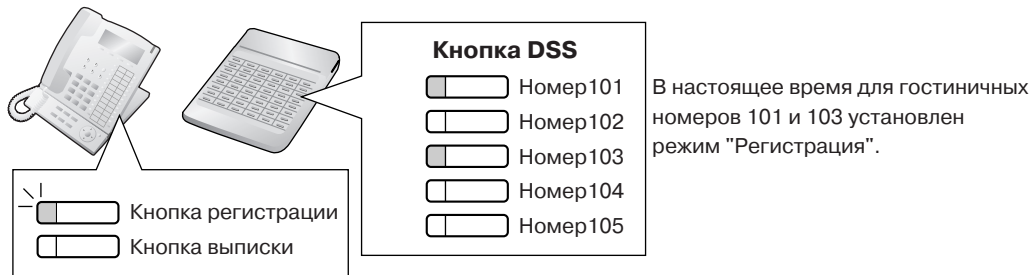 Кнопка DSS
Номер101
Номер102
Номер103
Номер104
Номер105
В настоящее время для гостиничных
номеров 101 и 103 установлен
режим "Регистрация".
Кнопка регистрации
Кнопка выписки